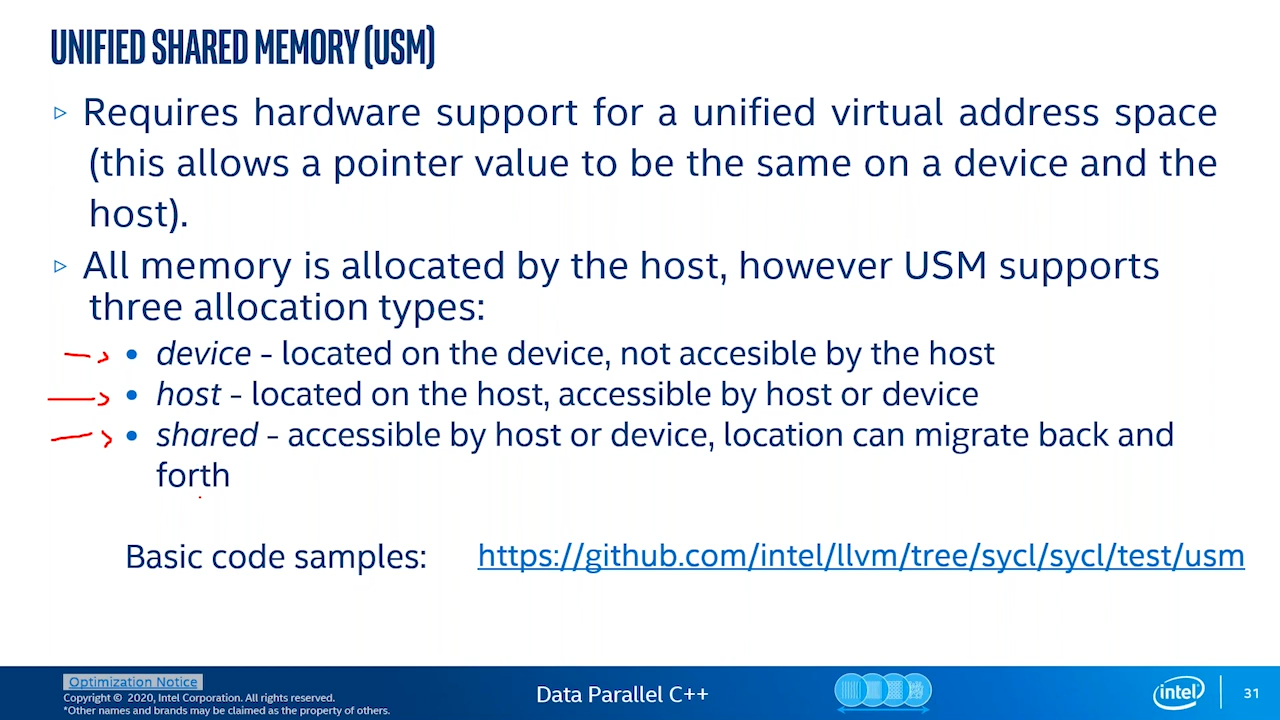 UNIFIED SHARED MEMORY (USM)
▹ Requires hardware support for a unified virtual address space
(this allows a pointer value to be the same on a device and the
host).
▹ All memory is allocated by the host, however USM supports
three allocation types:
• device - located on the device, not accesible by the host
• host - located on the host, accessible by host or device
• shared - accessible by host or device, location can migrate back and
forth
Basic code samples: https://github.com/intel/llvm/tree/sycl/sycl/test/usm
Optimization Notice
Copyright © 2020, Intel Corporation. All rights reserved.
*Other names and brands may be claimed as the property of others.
Data Parallel C++
intel
31